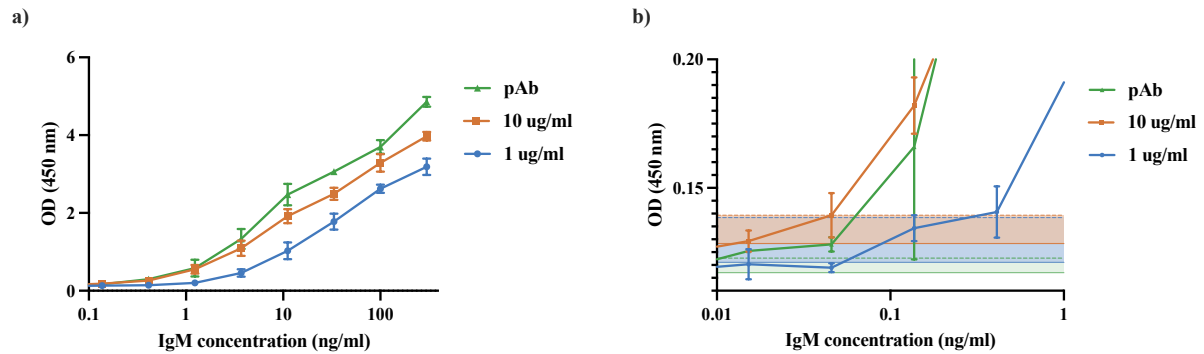 a)
6
4
2
0
OD (450 nm)
0.1
1
10
100
IgM concentration (ng/ml)
pAb
10 ug/ml
1 ug/ml
b)
0.20
0.15
OD (450 nm)
0.01
0.1
1
IgM concentration (ng/ml)
pAb
10 ug/ml
1 ug/ml